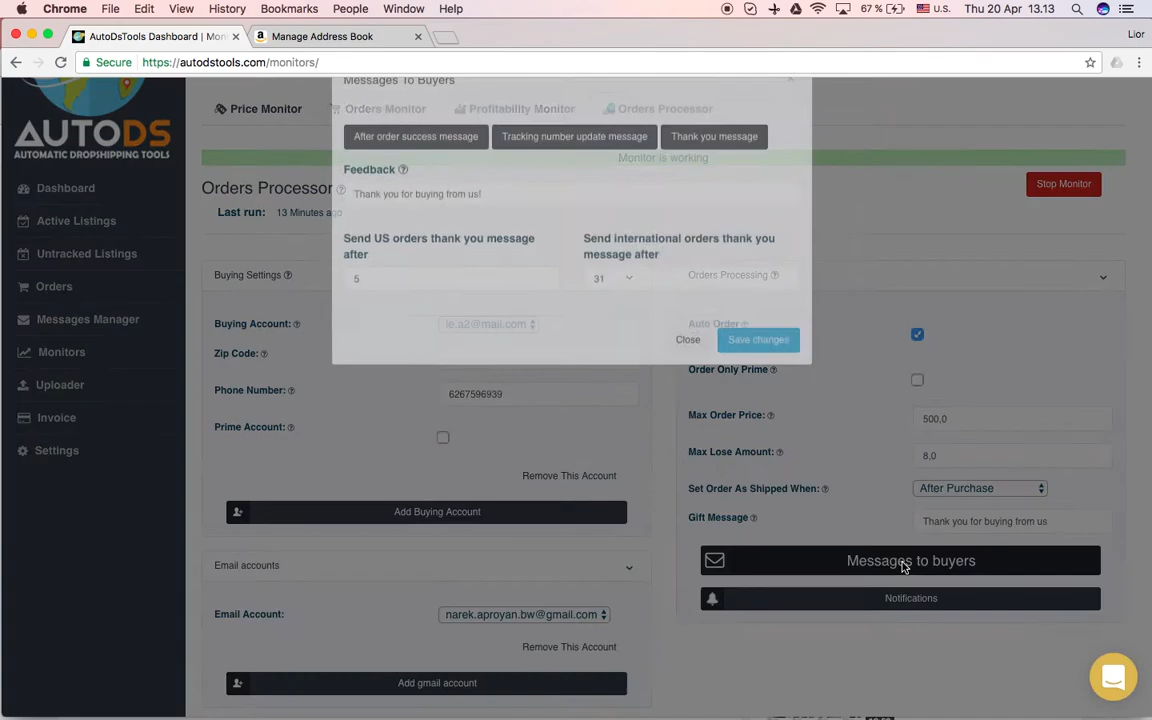 Chrome File Edit View History Bookmarks People Window Help 67 % U.S. Thu 20 Apr 13.13
AutoDsTools Dashboard | Moni × Manage Address Book × Lior
Secure https://autodstools.com/monitors/
Messages To Buyers ×
Price Monitor Orders Monitor Profitability Monitor Orders Processor
AUTODS
AUTOMATIC DROPSHIPPING TOOLS
After order success message Tracking number update message Thank you message
Monitor is working
Feedback
Dashboard
Orders Processor Thank you for buying from us! Stop Monitor
Last run: 13 Minutes ago
Active Listings
Untracked Listings
Send US orders thank you message after
Send international orders thank you message after
Buying Settings 5 31 Orders Processing
Orders
Messages Manager
Buying Account: le.a2@mail.com Auto Order
Close Save changes
Monitors
Zip Code:
Order Only Prime
Uploader
Phone Number: 6267596939
Max Order Price: 500,0
Invoice
Prime Account:
Max Lose Amount: 8,0
Settings
Remove This Account
Set Order As Shipped When: After Purchase
Add Buying Account
Gift Message Thank you for buying from us
Messages to buyers
Email accounts
Notifications
Email Account: narek.aproyan.bw@gmail.com
Remove This Account
Add gmail account